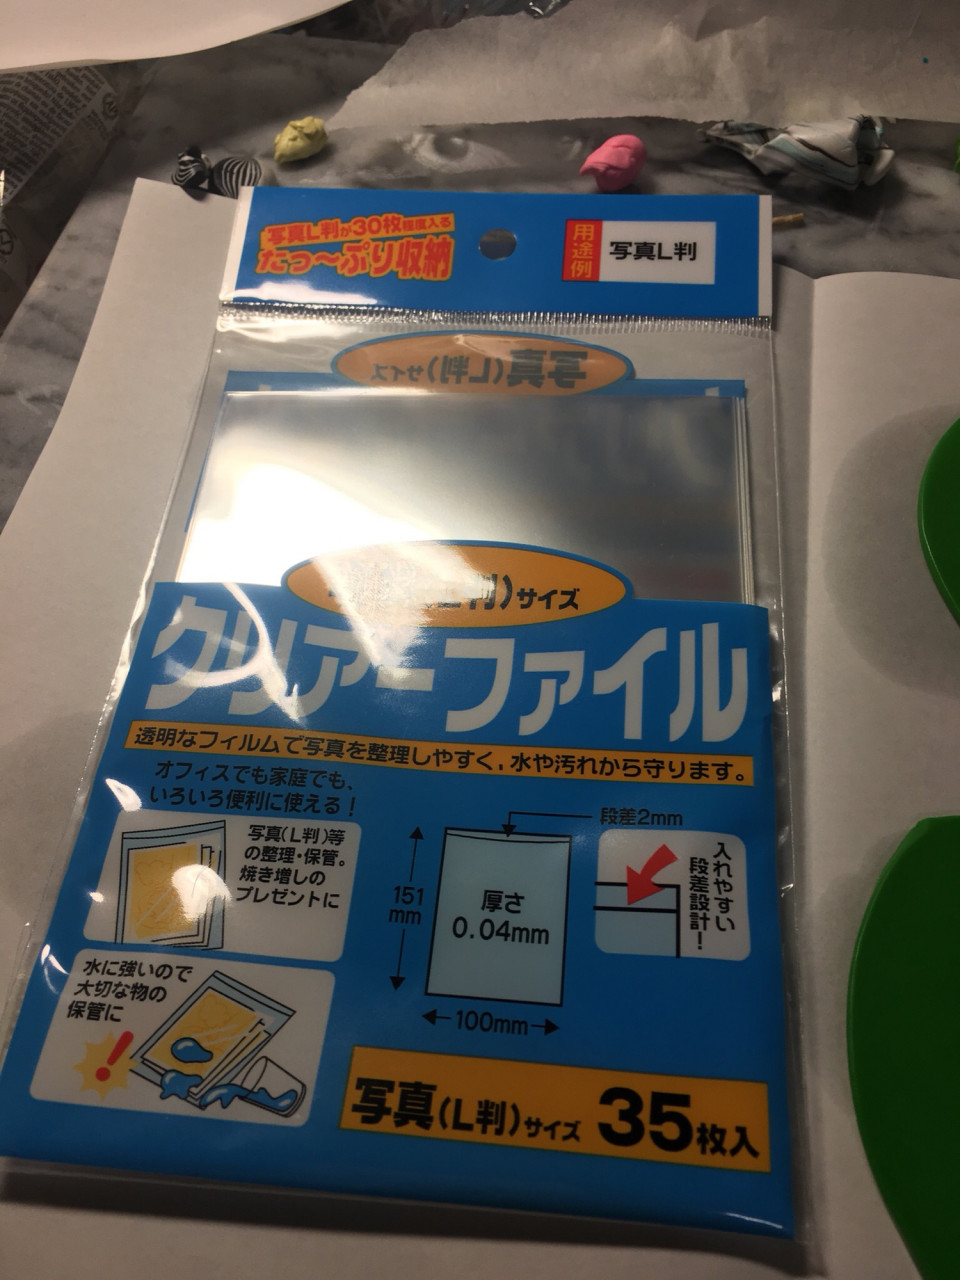 写真L判が30枚程度入る
たっ〜ぷり収納
用途例
写真L判
写真(L判)サイズ
判)サイズ
クリアーファイル
透明なフィルムで写真を整理しやすく,水や汚れから守ります。
オフィスでも家庭でも、
いろいろ便利に使える!
写真(L判)等
の整理・保管。
焼き増しの
プレゼントに
段差2mm
151
mm
厚さ
0.04mm
100mm
入れやすい
段差設計!
水に強いので
大切な物の
保管に
写真(L判)サイズ 35枚入